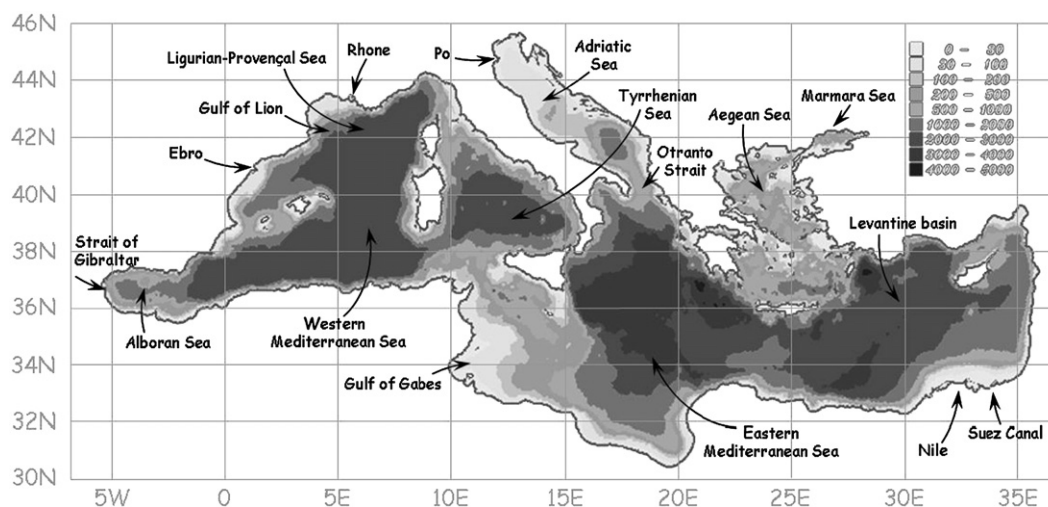 46N
44N
42N
40N
38N
36N
34N
32N
30N
5W 0 5E 10E 15E 20E 25E 30E 35E
Ligurian-Provençal Sea
Rhone
Gulf of Lion
Ebro
Strait of
Gibraltar
Alboran Sea
Western
Mediterranean Sea
Po
Adriatic
Sea
Tyrrhenian
Sea
Otranto
Strait
Gulf of Gabes
Aegean Sea
Marmara Sea
Levantine basin
Eastern
Mediterranean Sea
Nile
Suez Canal
0 - 30
30 - 100
100 - 200
200 - 500
500 - 1000
1000 - 2000
2000 - 3000
3000 - 4000
4000 - 5000